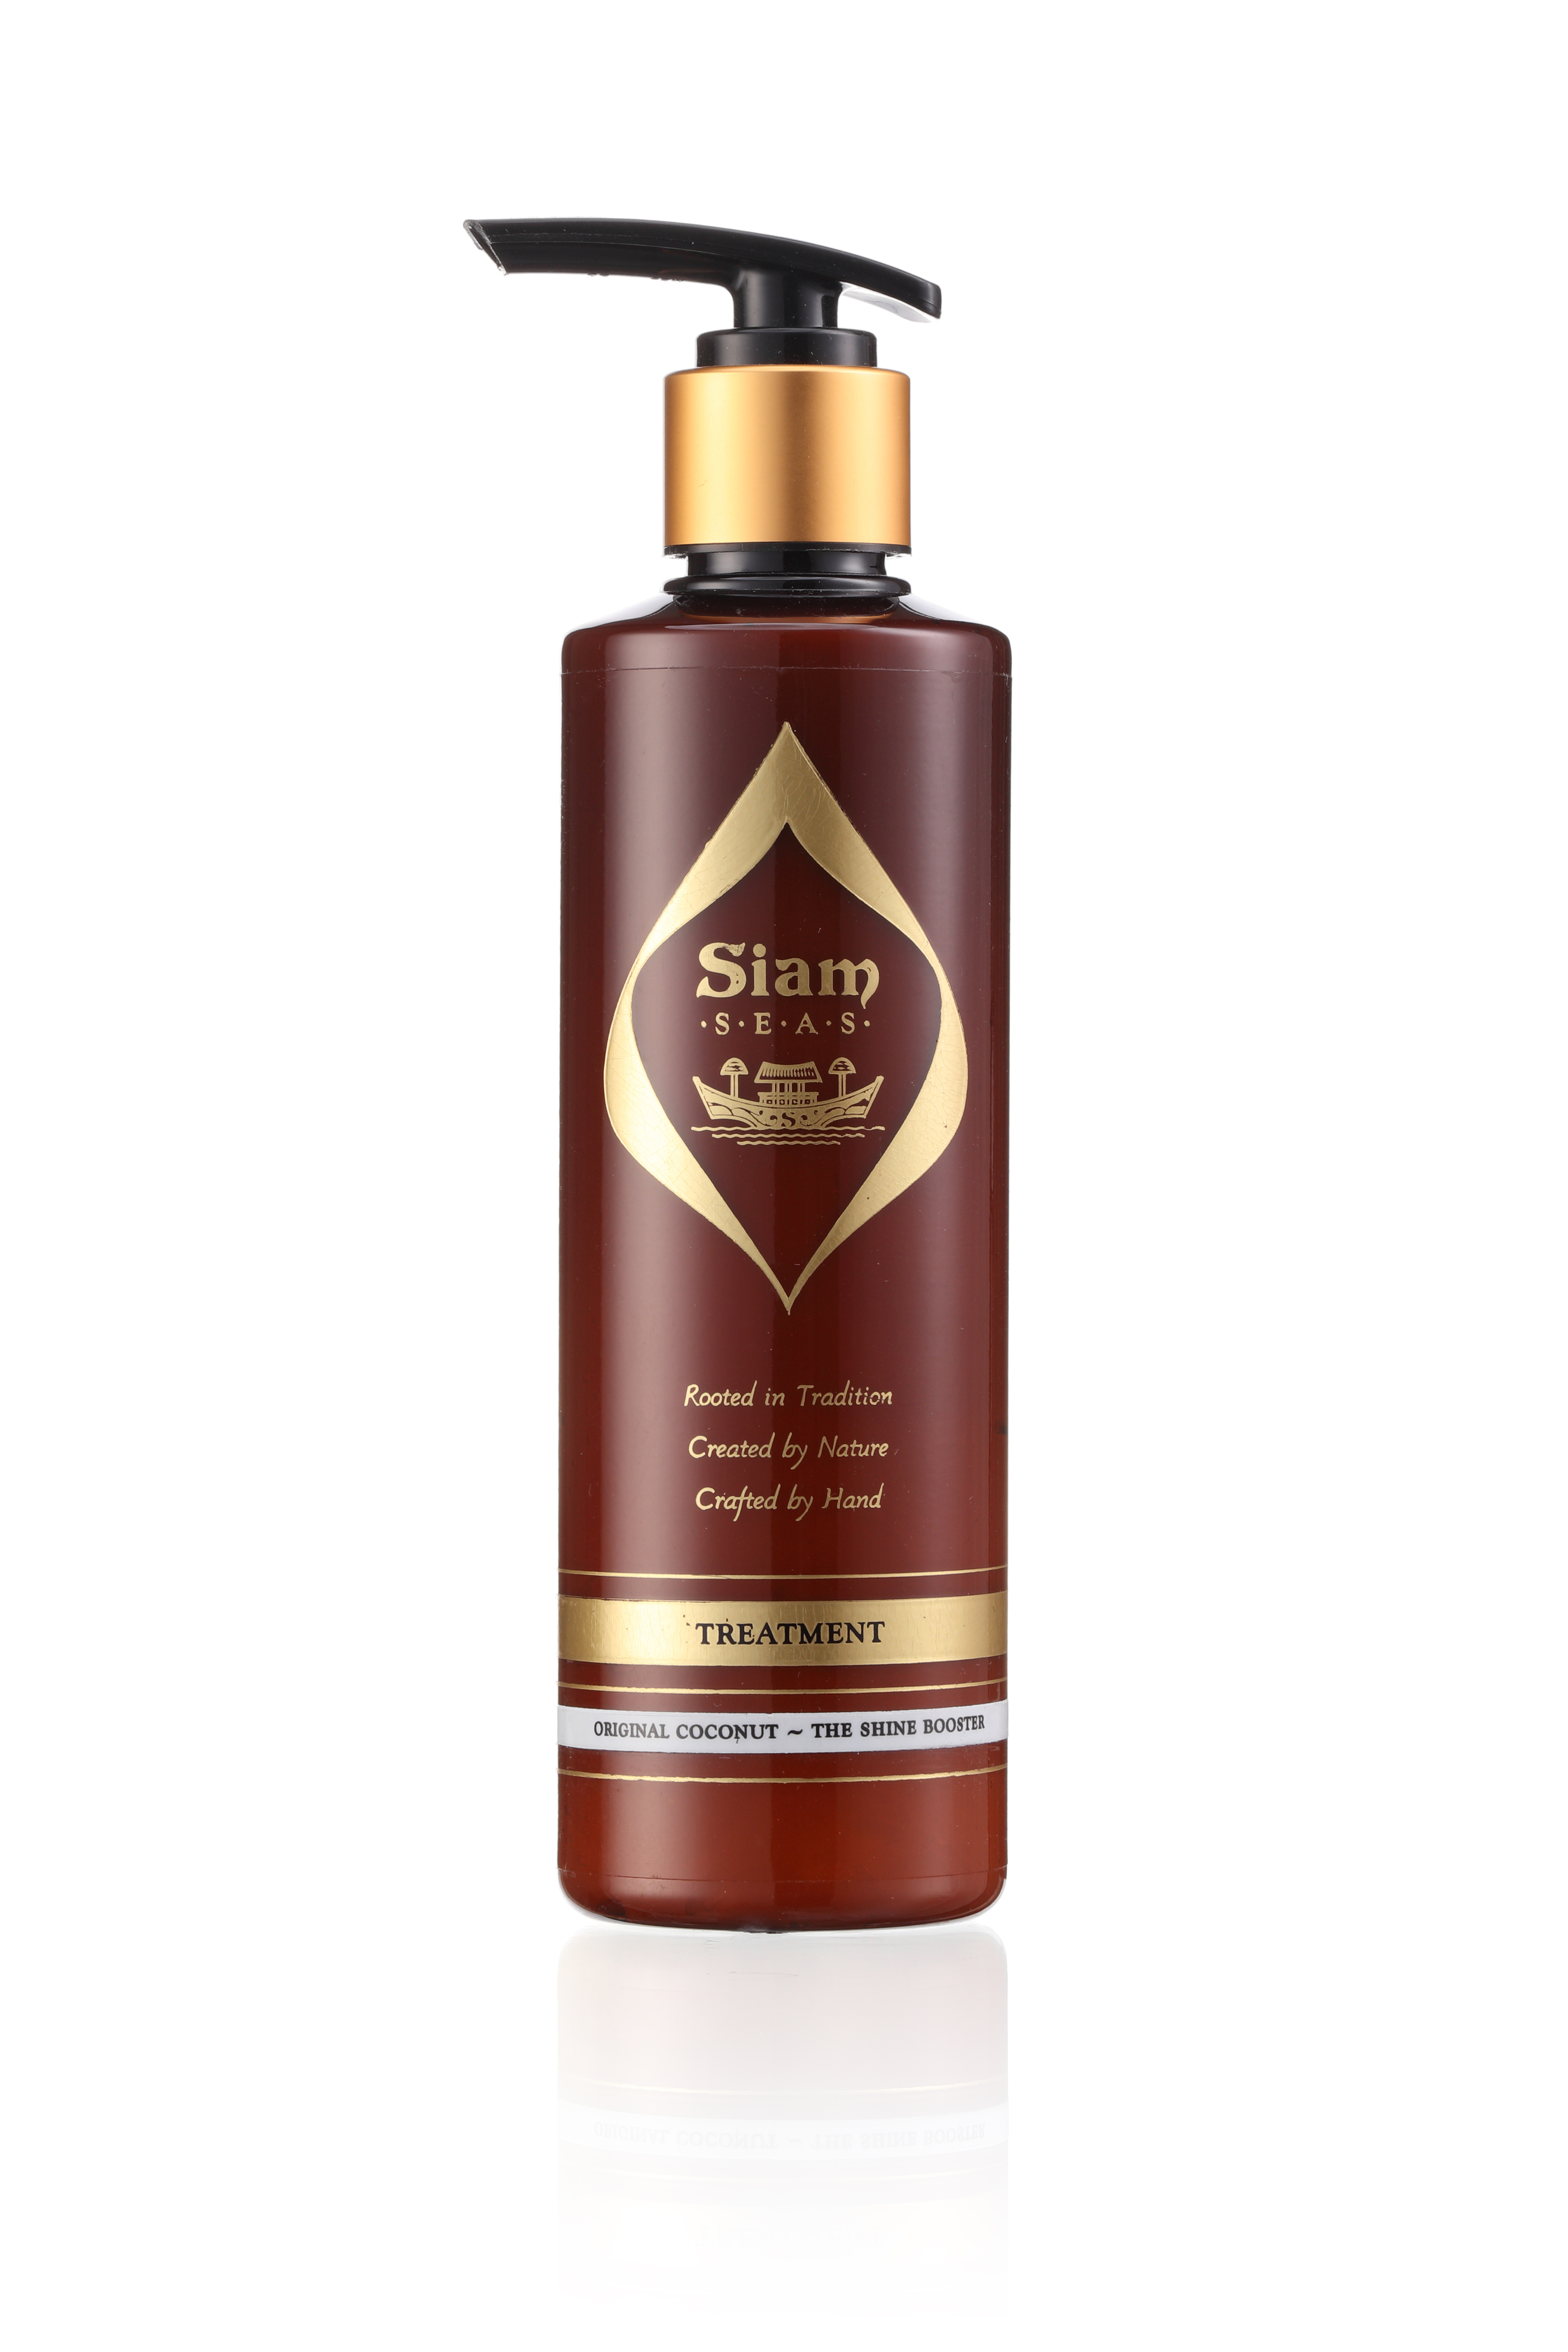 Siam
·S·E·A·S·
Rooted in Tradition
Created by Nature
Crafted by Hand
TREATMENT
ORIGINAL COCONUT ~ THE SHINE BOOSTER